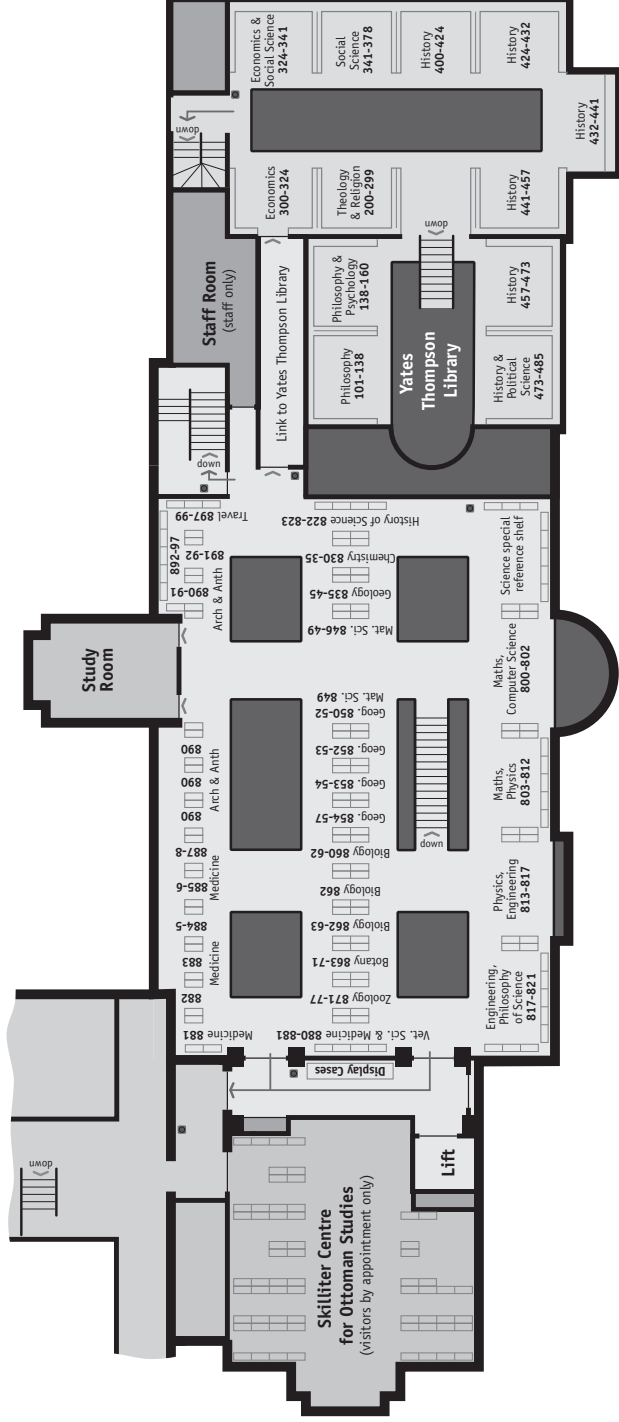 Economics &
Social Science
324-341
Social
Science
341-378
History
400-424
History
424-432
History
432-441
down
Economics
300-324
Theology
& Religion
200-299
down
History
441-457
Staff Room
(staff only)
Link to Yates Thompson Library
Philosophy &
Psychology
138-160
Philosophy
101-138
Yates
Thompson
Library
History
457-473
History &
Political
Science
473-485
down
Travel 897-99
892-97
891-92
890-91
Arch & Anth
History of Science 822-823
Chemistry 830-35
Geology 835-45
Mat. Sci. 846-49
Science special
reference shelf
Study
Room
Maths,
Computer Science
800-802
Mat. Sci. 849
Geog. 850-52
Geog. 852-53
Geog. 853-54
Geog. 854-57
890
890
Arch & Anth
890
down
Maths,
Physics
803-812
887-8
885-6
Medicine
884-5
883
Medicine
882
Medicine 881
Biology 860-62
Biology 862
Biology 862-63
Botany 863-71
Zoology 871-77
Vet. Sci. & Medicine 880-881
Physics,
Engineering
813-817
Engineering,
Philosophy
of Science
817-821
Display Cases
down
Lift
Skilliter Centre
for Ottoman Studies
(visitors by appointment only)